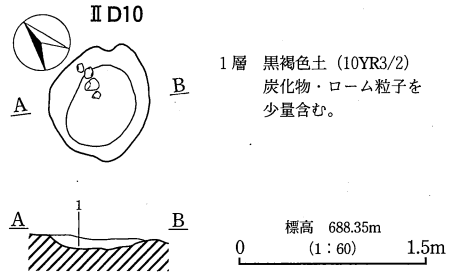 ⅡD10
1層 黒褐色土（10YR3/2）
炭化物・ローム粒子を
少量含む。
A
B
A
1
B
標高 688.35m
0 （1：60） 1.5m